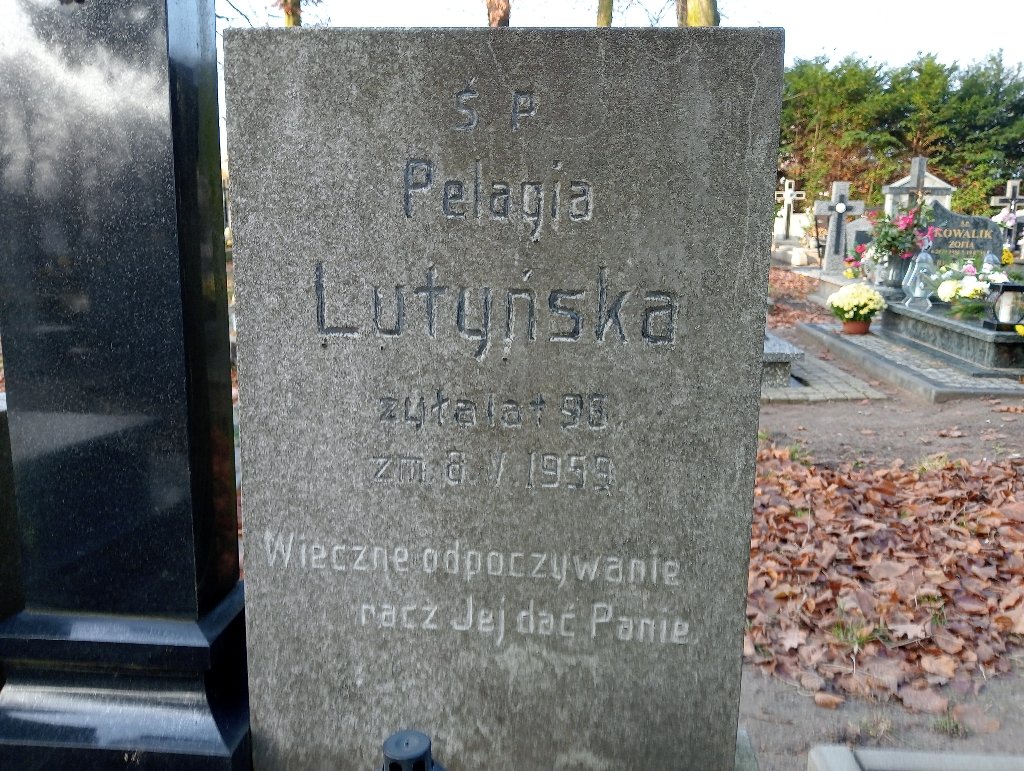 Ś P
Pelagia
Lutyńska
żyła lat 93
zm. 8. V 1959
Wieczne odpoczywanie
racz Jej dać Panie
KOWALIK
ZOFIA